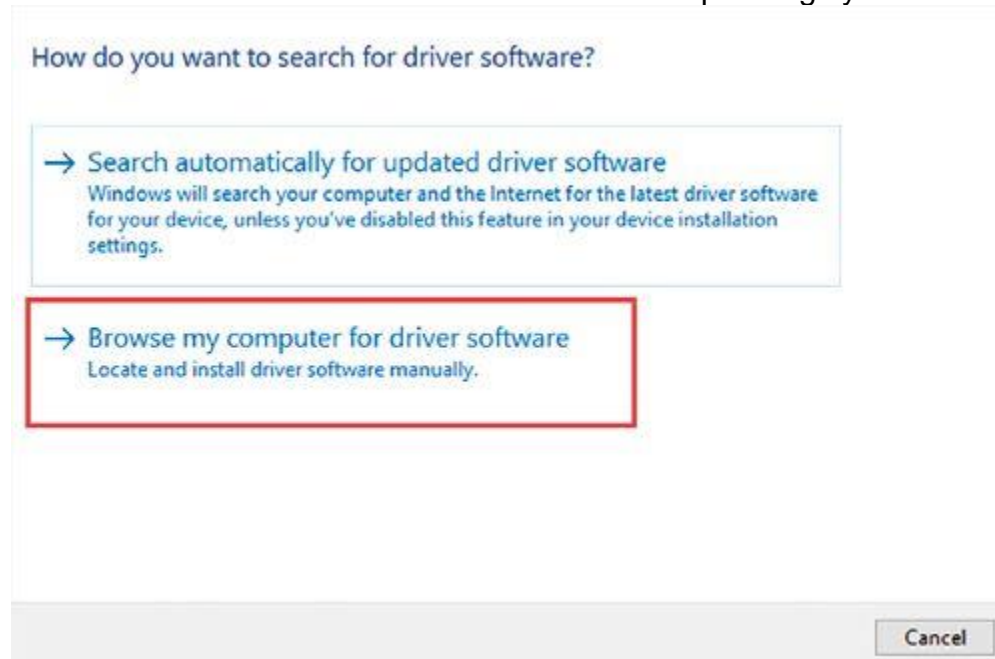 How do you want to search for driver software?
→ Search automatically for updated driver software
Windows will search your computer and the Internet for the latest driver software
for your device, unless you've disabled this feature in your device installation
settings.
→ Browse my computer for driver software
Locate and install driver software manually.
Cancel